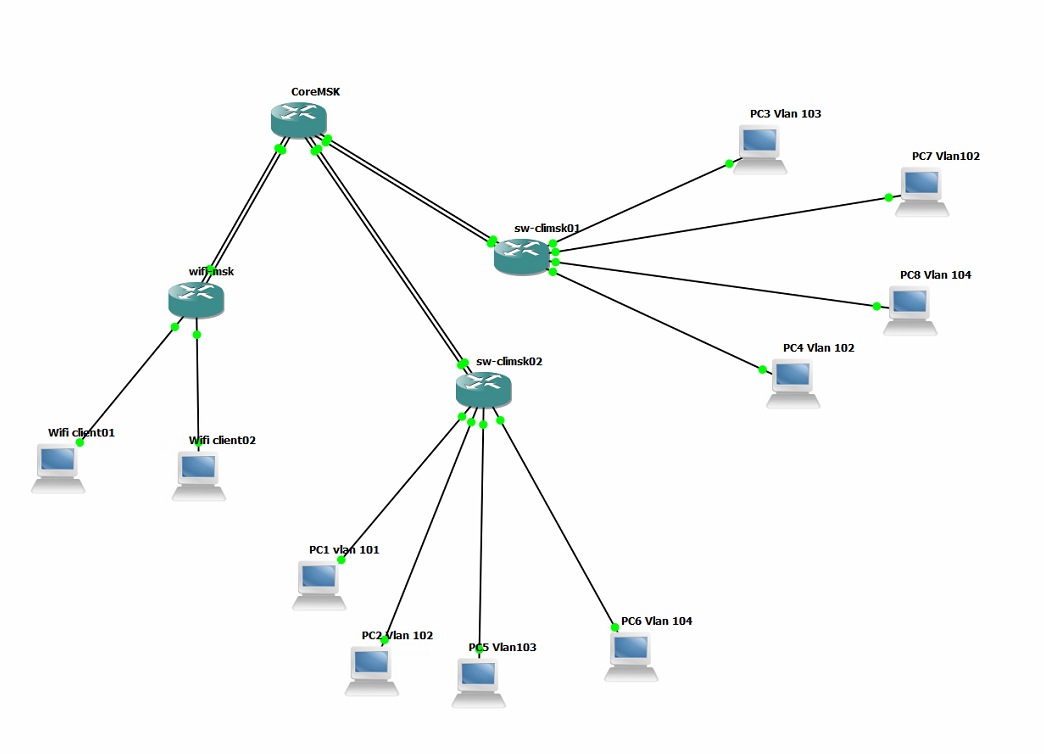 CoreMSK
PC3 Vlan 103
PC7 Vlan102
sw-climsk01
wifi-msk
PC8 Vlan 104
PC4 Vlan 102
sw-climsk02
Wifi client01
Wifi client02
PC1 vlan 101
PC6 Vlan 104
PC2 Vlan 102
PC5 Vlan103